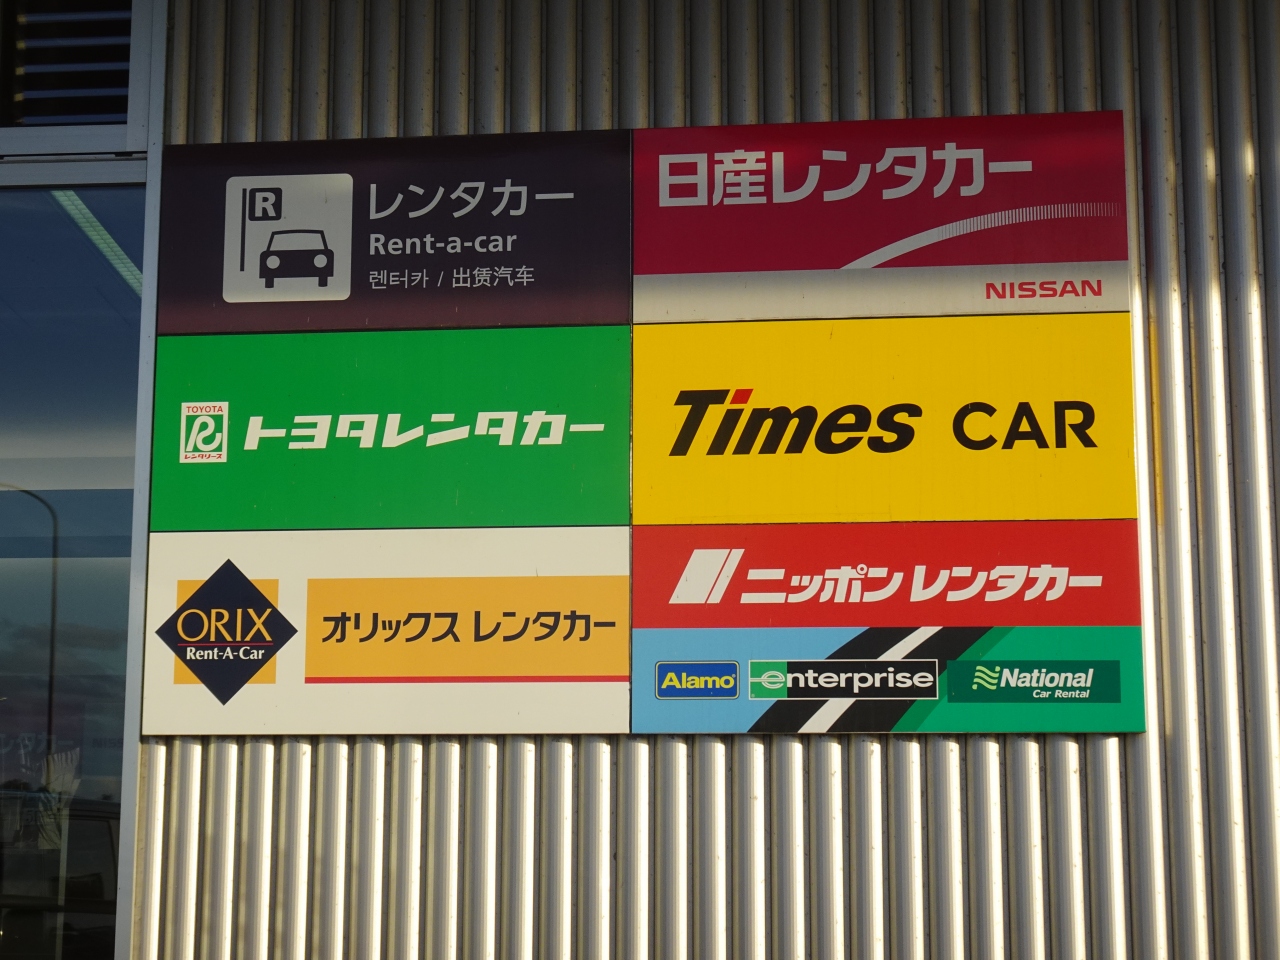 R
レンタカー
Rent-a-car
렌터카 / 出赁汽车
日産レンタカー
NISSAN
TOYOTA
R
レンタリース
トヨタレンタカー
Times CAR
ORIX
Rent-A-Car
オリックス レンタカー
ニッポン レンタカー
Alamo
enterprise
National
Car Rental